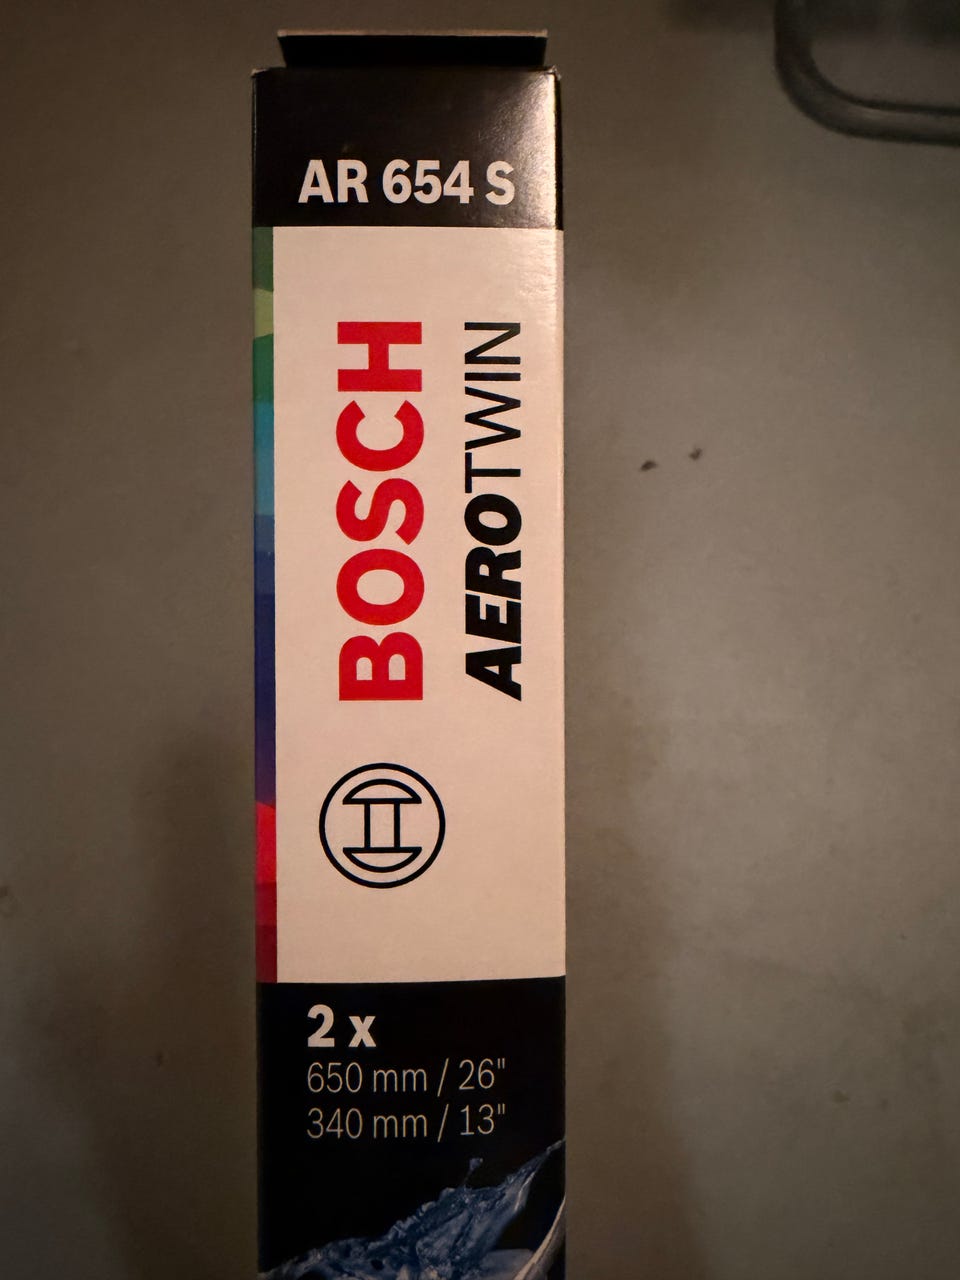 AR 654 S
BOSCH
AEROTWIN
2 x
650 mm / 26"
340 mm / 13"